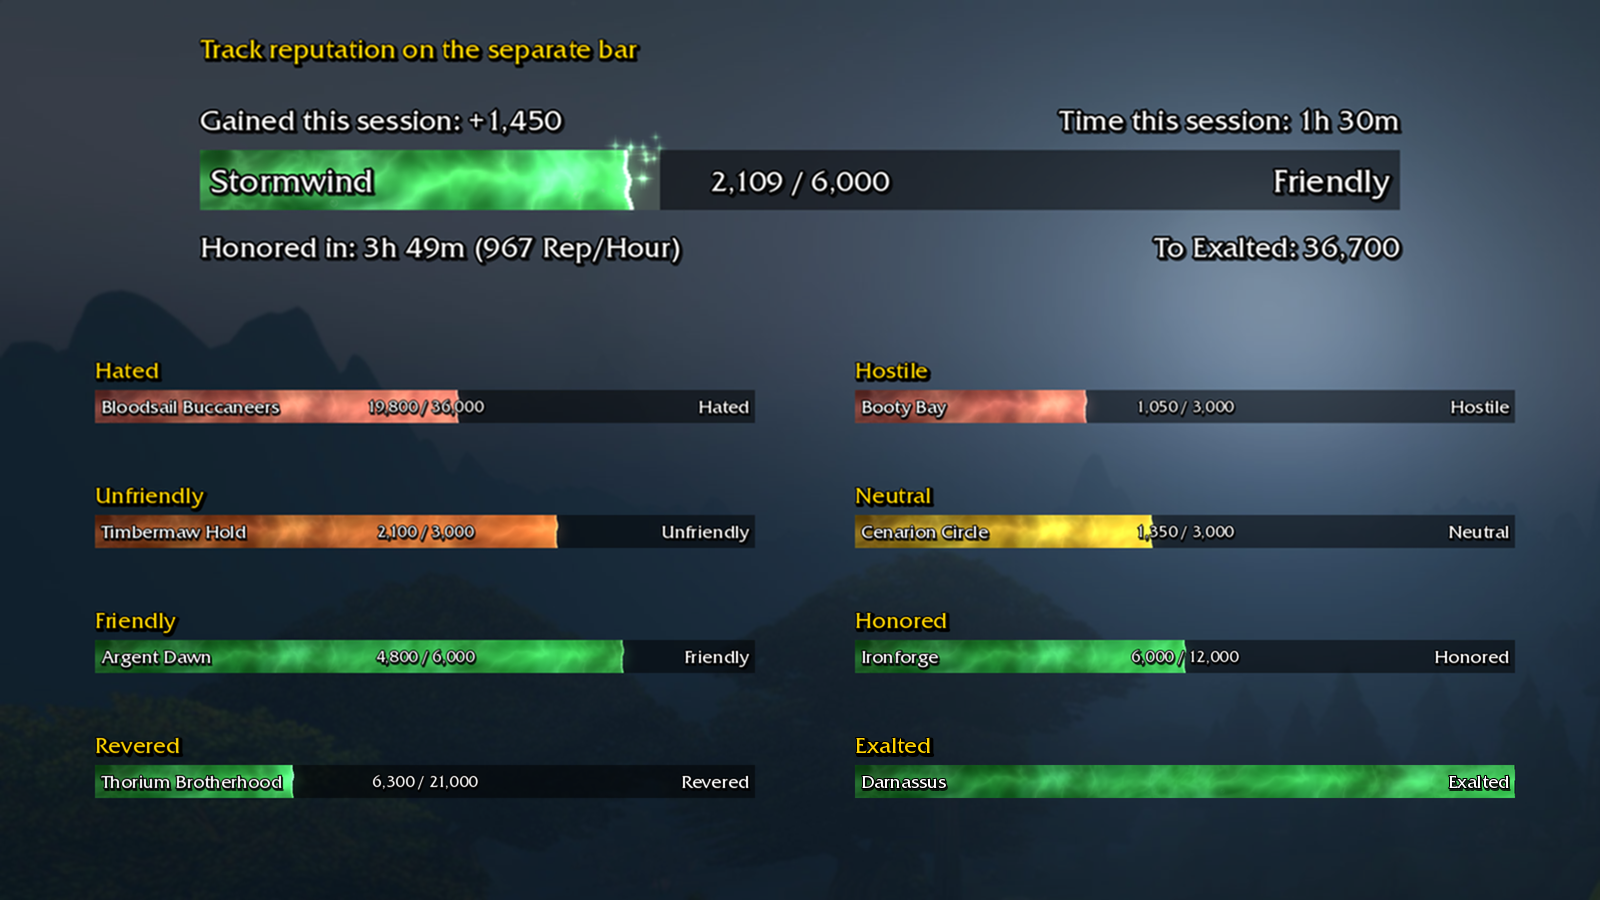 Track reputation on the separate bar
Gained this session: +1,450
Time this session: 1h 30m
Stormwind 2,109 / 6,000 Friendly
Honored in: 3h 49m (967 Rep/Hour)
To Exalted: 36,700
Hated
Bloodsail Buccaneers 19,800 / 36,000 Hated
Hostile
Booty Bay 1,050 / 3,000 Hostile
Unfriendly
Timbermaw Hold 2,100 / 3,000 Unfriendly
Neutral
Cenarion Circle 1,350 / 3,000 Neutral
Friendly
Argent Dawn 4,800 / 6,000 Friendly
Honored
Ironforge 6,000 / 12,000 Honored
Revered
Thorium Brotherhood 6,300 / 21,000 Revered
Exalted
Darnassus Exalted